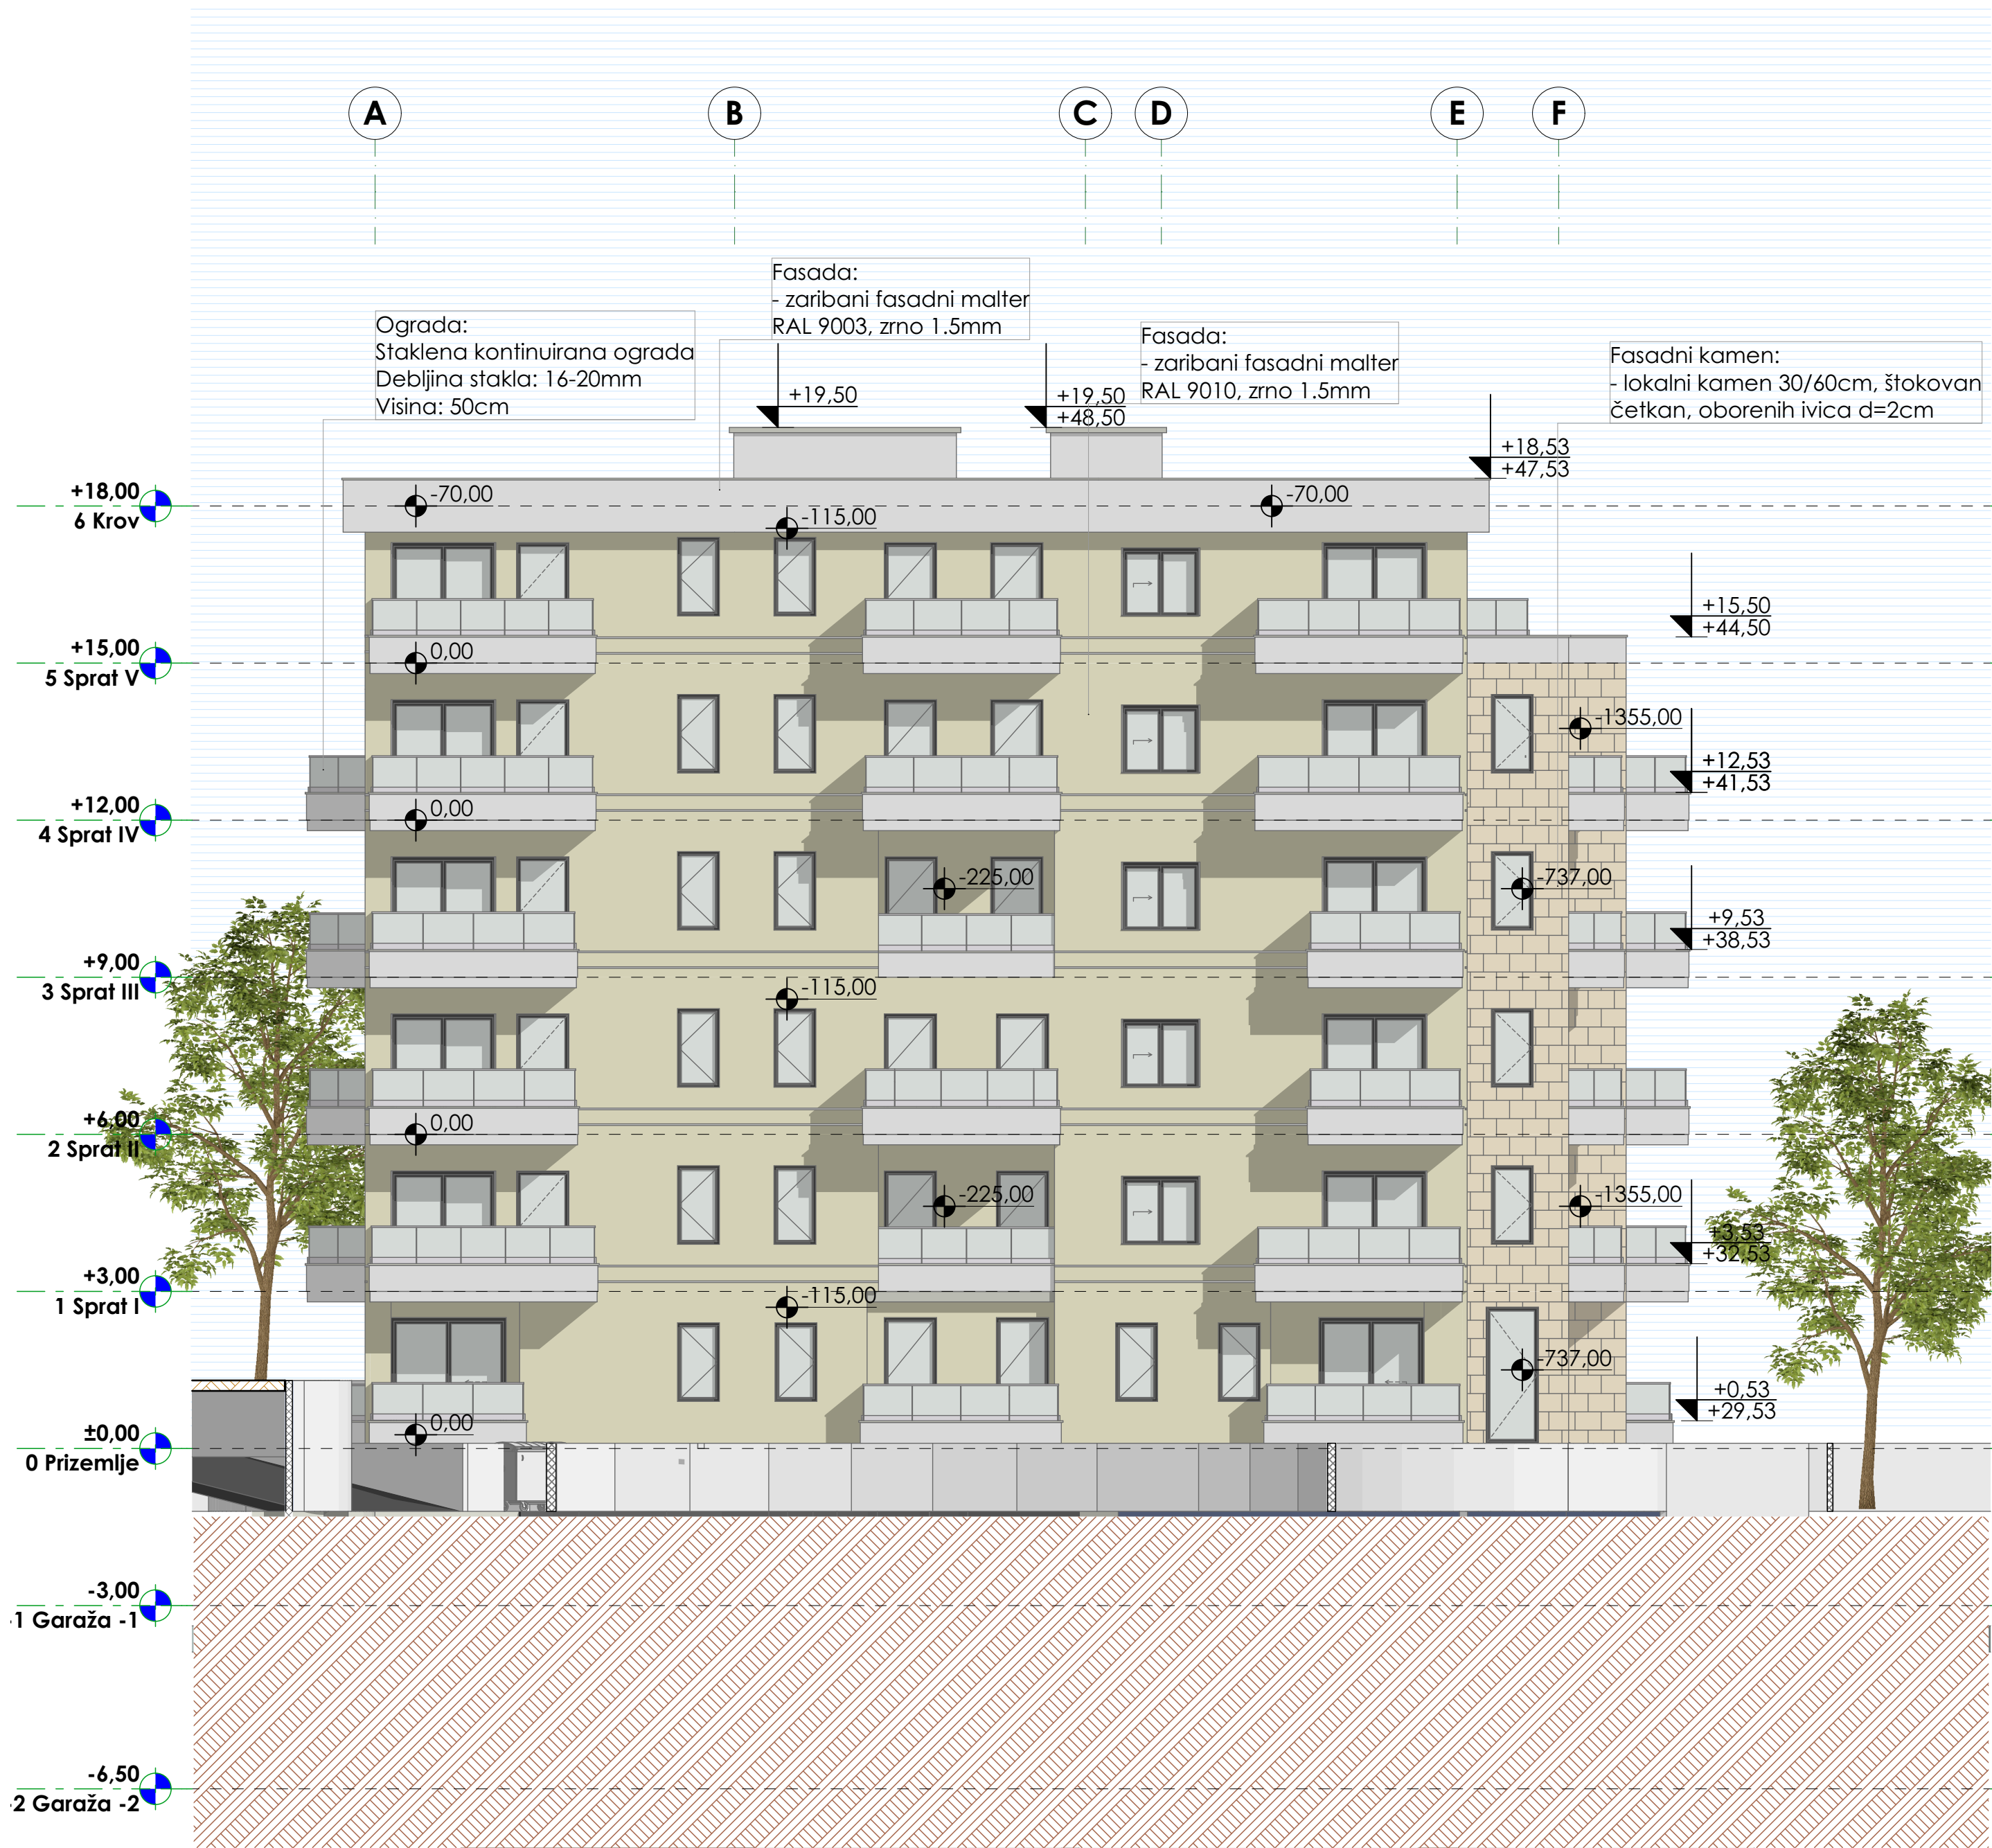 A
B
C
D
E
F
Fasada:
- zaribani fasadni malter
RAL 9003, zrno 1.5mm
Ograda:
Staklena kontinuirana ograda
Debljina stakla: 16-20mm
Visina: 50cm
Fasada:
- zaribani fasadni malter
RAL 9010, zrno 1.5mm
Fasadni kamen:
- lokalni kamen 30/60cm, štokovan
četkan, oborenih ivica d=2cm
+19,50
+19,50
+48,50
+18,53
+47,53
+18,00
6 Krov
-70,00
-70,00
-115,00
+15,50
+44,50
+15,00
5 Sprat V
0,00
-1355,00
+12,53
+41,53
+12,00
4 Sprat IV
0,00
-225,00
-737,00
+9,53
+38,53
+9,00
3 Sprat III
-115,00
+6,00
2 Sprat II
0,00
-225,00
-1355,00
+3,53
+32,53
+3,00
1 Sprat I
-115,00
-737,00
+0,53
+29,53
±0,00
0 Prizemlje
0,00
-3,00
-1 Garaža -1
-6,50
-2 Garaža -2